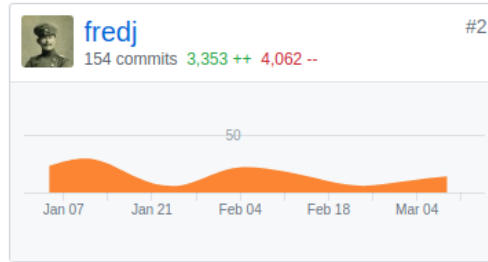 fredj
#2
154 commits 3,353 ++ 4,062 --
50
Jan 07 Jan 21 Feb 04 Feb 18 Mar 04